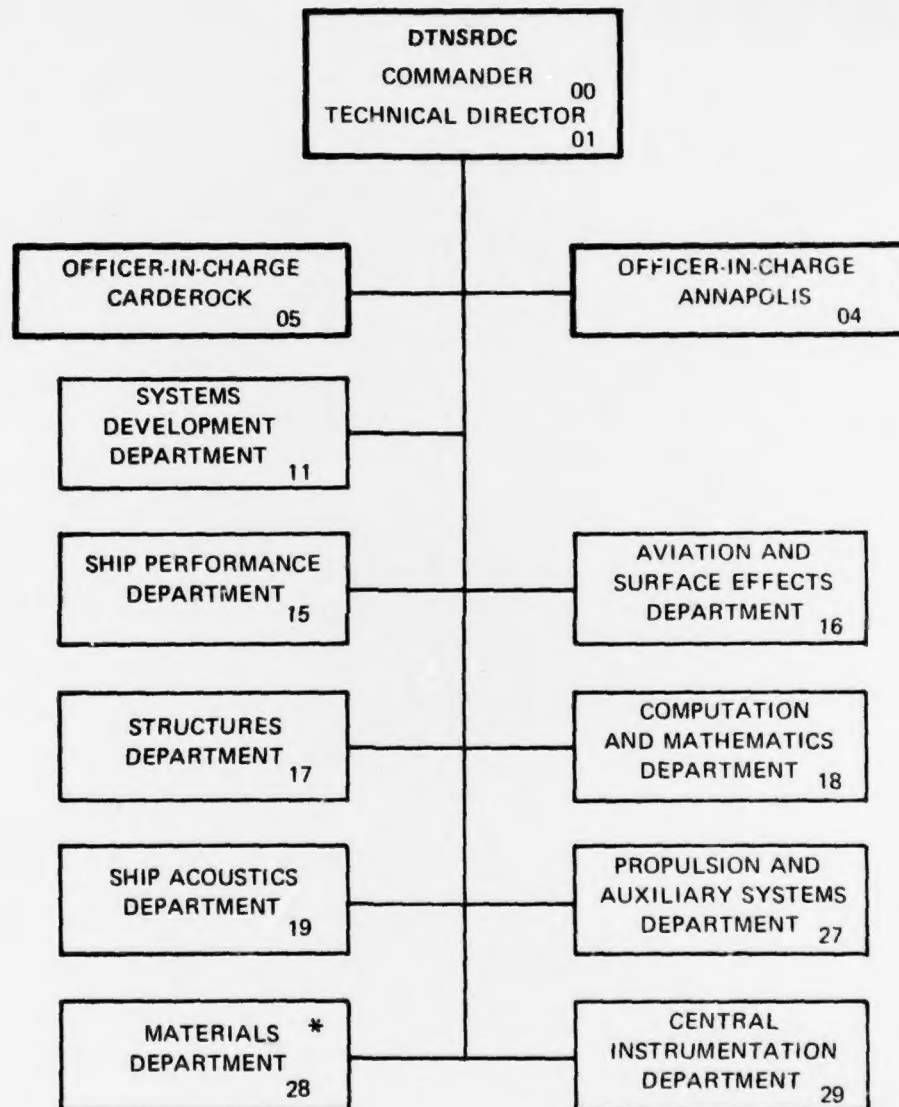 DTNSRDC
COMMANDER
00
TECHNICAL DIRECTOR
01
OFFICER-IN-CHARGE
CARDEROCK
05
OFFICER-IN-CHARGE
ANNAPOLIS
04
SYSTEMS
DEVELOPMENT
DEPARTMENT
11
SHIP PERFORMANCE
DEPARTMENT
15
AVIATION AND
SURFACE EFFECTS
DEPARTMENT
16
STRUCTURES
DEPARTMENT
17
COMPUTATION
AND MATHEMATICS
DEPARTMENT
18
SHIP ACOUSTICS
DEPARTMENT
19
PROPULSION AND
AUXILIARY SYSTEMS
DEPARTMENT
27
MATERIALS *
DEPARTMENT
28
CENTRAL
INSTRUMENTATION
DEPARTMENT
29